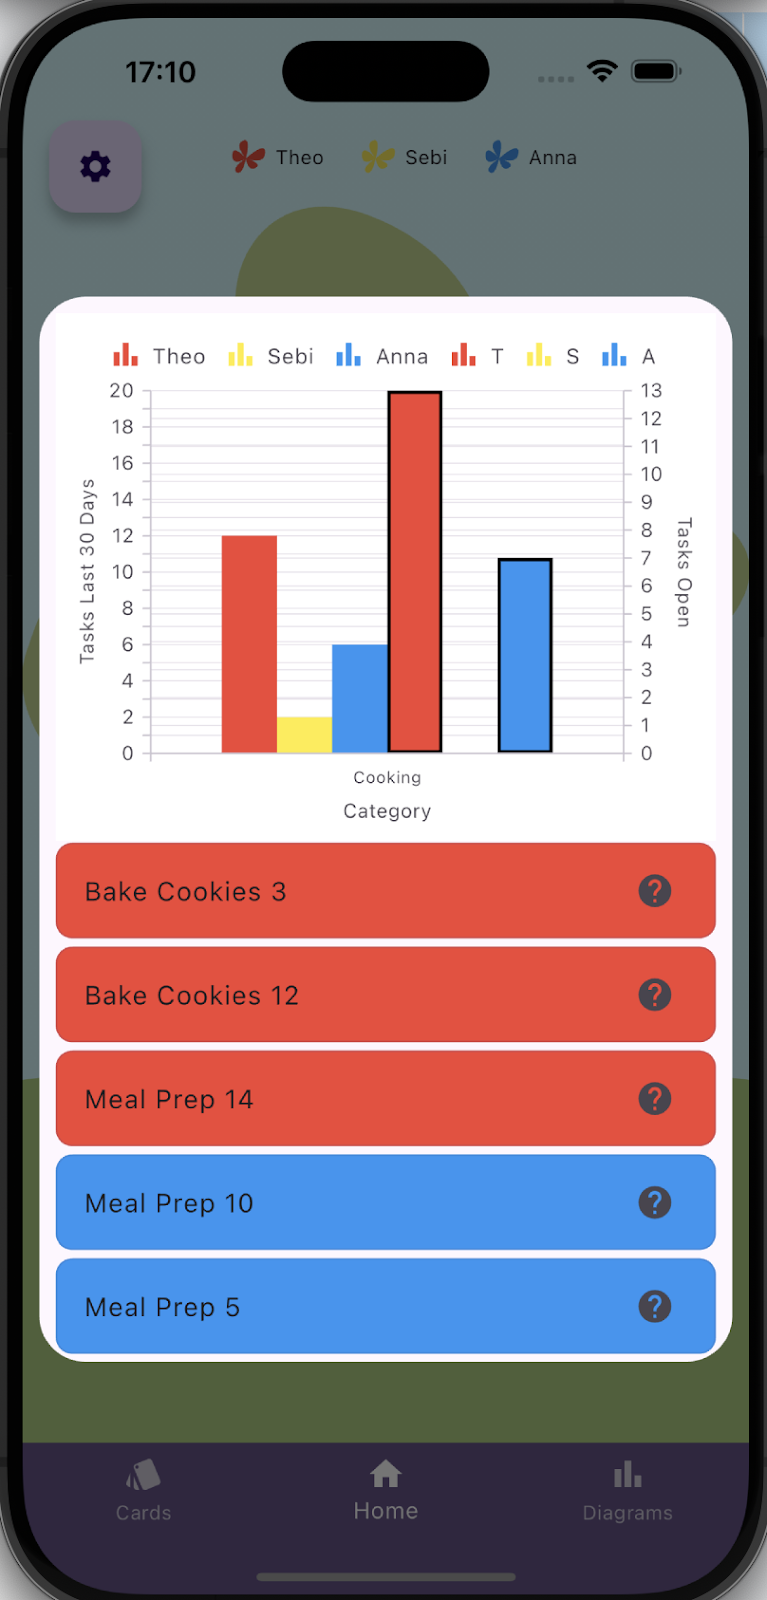 17:10
Theo Sebi Anna
Theo Sebi Anna T S A
20 13
18 12
16 11
14 10
12 9
10 8
8 7
6 6
4 5
2 4
0 3
2
1
0
Tasks Last 30 Days
Tasks Open
Cooking
Category
Bake Cookies 3 ?
Bake Cookies 12 ?
Meal Prep 14 ?
Meal Prep 10 ?
Meal Prep 5 ?
Cards Home Diagrams